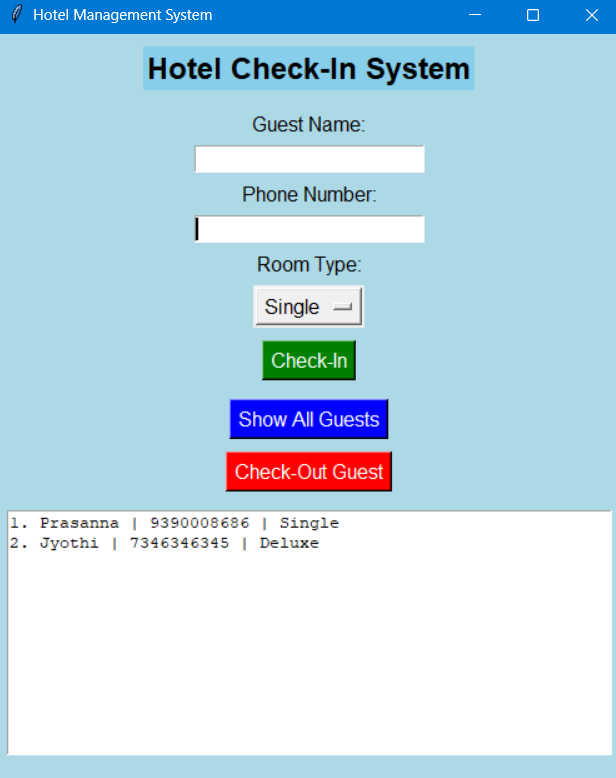 Hotel Management System
Hotel Check-In System
Guest Name:
Phone Number:
Room Type:
Single
Check-In
Show All Guests
Check-Out Guest
1. Prasanna | 9390008686 | Single
2. Jyothi | 7346346345 | Deluxe